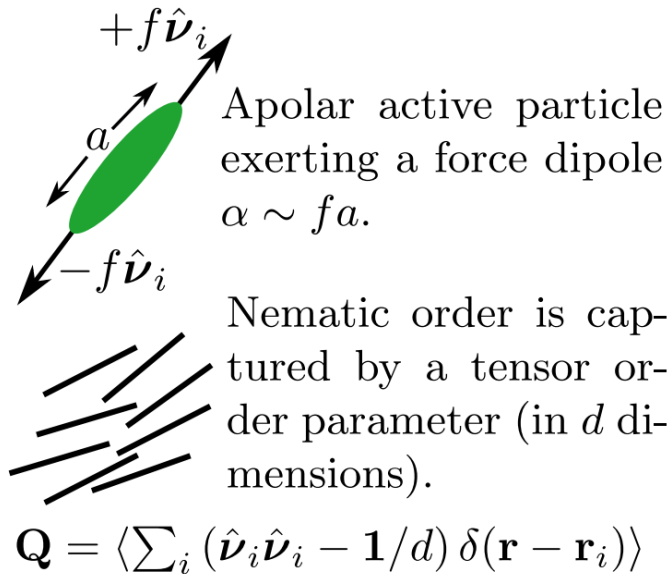 +fν̂ᵢ
a
Apolar active particle
exerting a force dipole
α ∼ fa.
−fν̂ᵢ
Nematic order is cap-
tured by a tensor or-
der parameter (in d di-
mensions).
Q = ⟨∑ᵢ (ν̂ᵢν̂ᵢ − 1/d) δ(r − rᵢ)⟩